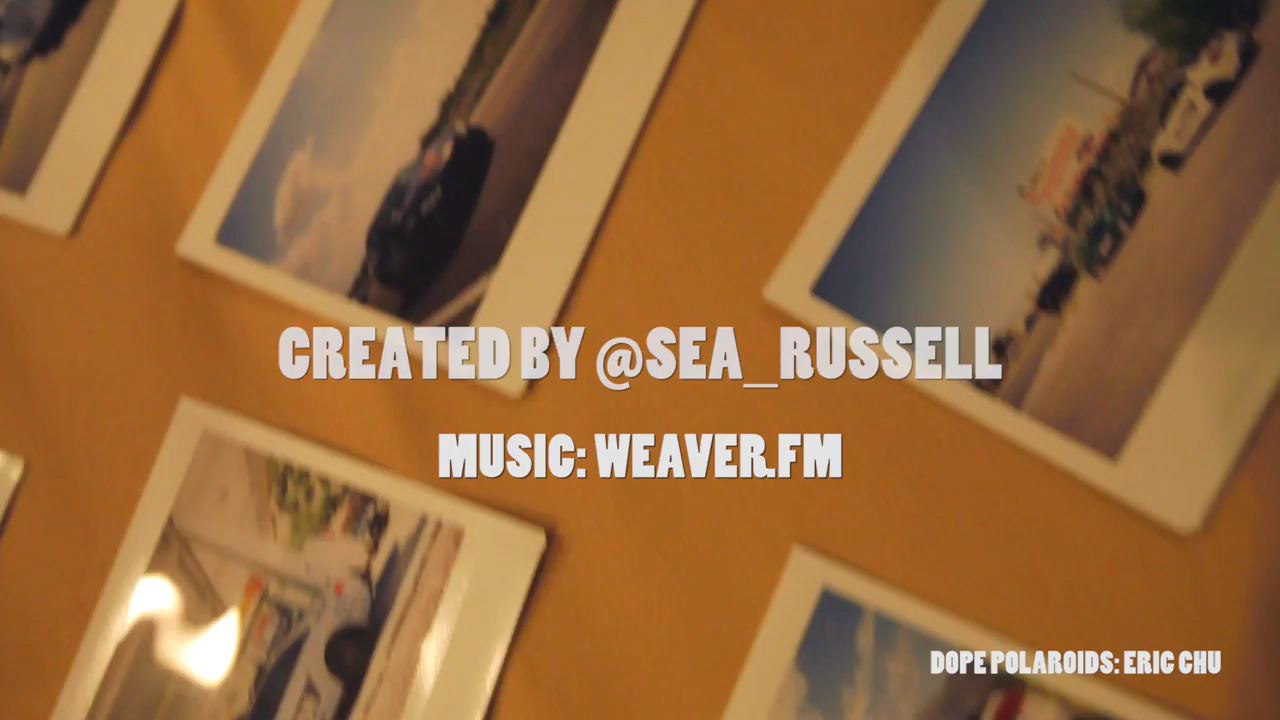 CREATED BY @SEA_RUSSELL
MUSIC: WEAVER.FM
DOPE POLAROIDS: ERIC CHU